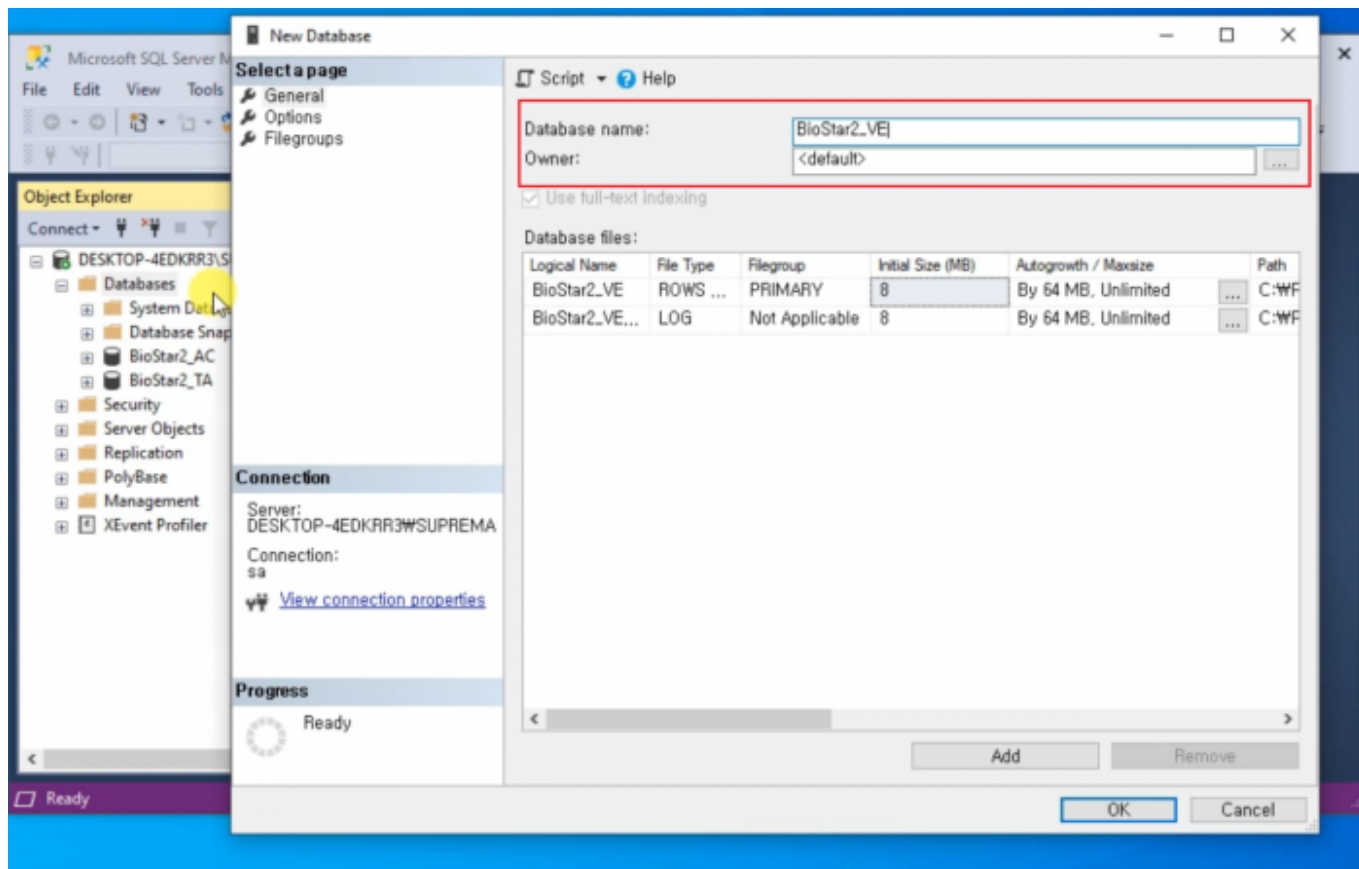 New Database
Microsoft SQL Server M
File Edit View Tools
Object Explorer
Connect
DESKTOP-4EDKRR3\S
Databases
System Data
Database Snap
BioStar2_AC
BioStar2_TA
Security
Server Objects
Replication
PolyBase
Management
XEvent Profiler
Ready
Select a page
General
Options
Filegroups
Connection
Server:
DESKTOP-4EDKRR3₩SUPREMA
Connection:
sa
View connection properties
Progress
Ready
Script Help
Database name: BioStar2_VE
Owner: <default> ...
Use full-text indexing
Database files:
Logical Name File Type Filegroup Initial Size (MB) Autogrowth / Maxsize Path
BioStar2_VE ROWS ... PRIMARY 8 By 64 MB, Unlimited ... C:₩P
BioStar2_VE... LOG Not Applicable 8 By 64 MB, Unlimited ... C:₩P
Add Remove
OK Cancel